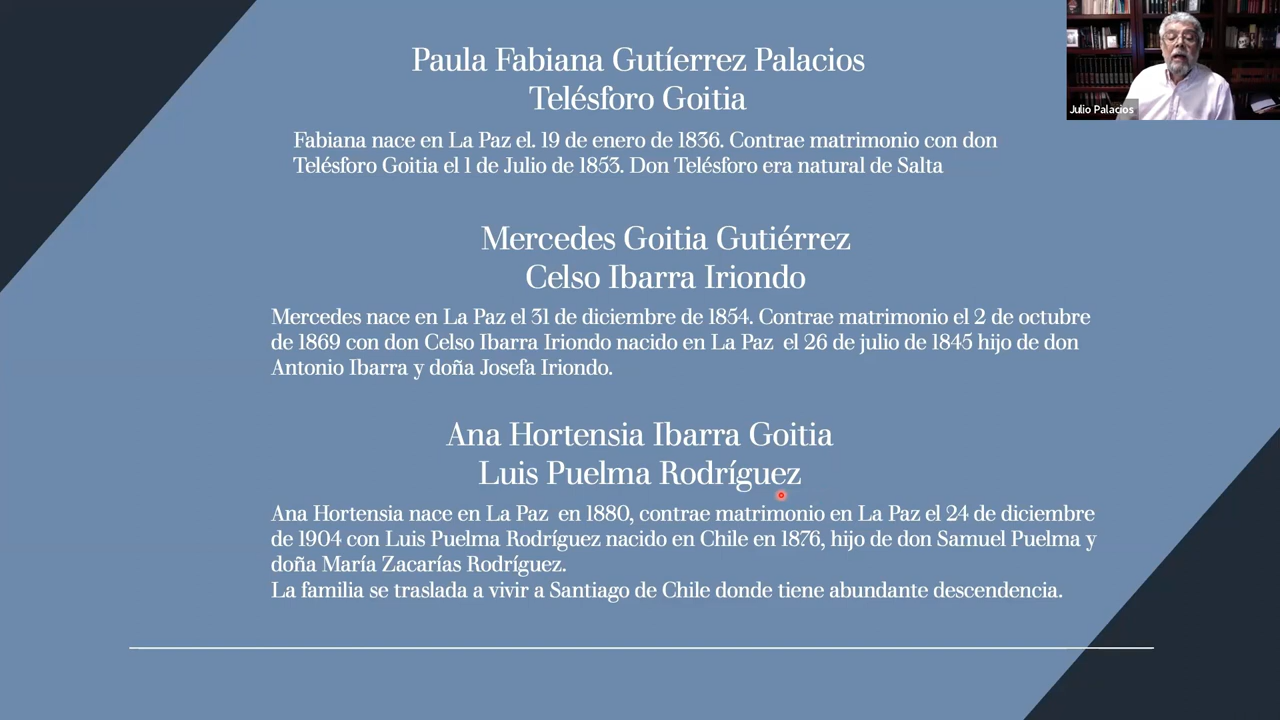 Paula Fabiana Gutíerrez Palacios
Telésforo Goitia
Fabiana nace en La Paz el. 19 de enero de 1836. Contrae matrimonio con don
Telésforo Goitia el 1 de Julio de 1853. Don Telésforo era natural de Salta
Mercedes Goitia Gutiérrez
Celso Ibarra Iriondo
Mercedes nace en La Paz el 31 de diciembre de 1854. Contrae matrimonio el 2 de octubre
de 1869 con don Celso Ibarra Iriondo nacido en La Paz  el 26 de julio de 1845 hijo de don
Antonio Ibarra y doña Josefa Iriondo.
Ana Hortensia Ibarra Goitia
Luis Puelma Rodríguez
Ana Hortensia nace en La Paz  en 1880, contrae matrimonio en La Paz el 24 de diciembre
de 1904 con Luis Puelma Rodríguez nacido en Chile en 1876, hijo de don Samuel Puelma y
doña María Zacarías Rodríguez.
La familia se traslada a vivir a Santiago de Chile donde tiene abundante descendencia.
Julio Palacios